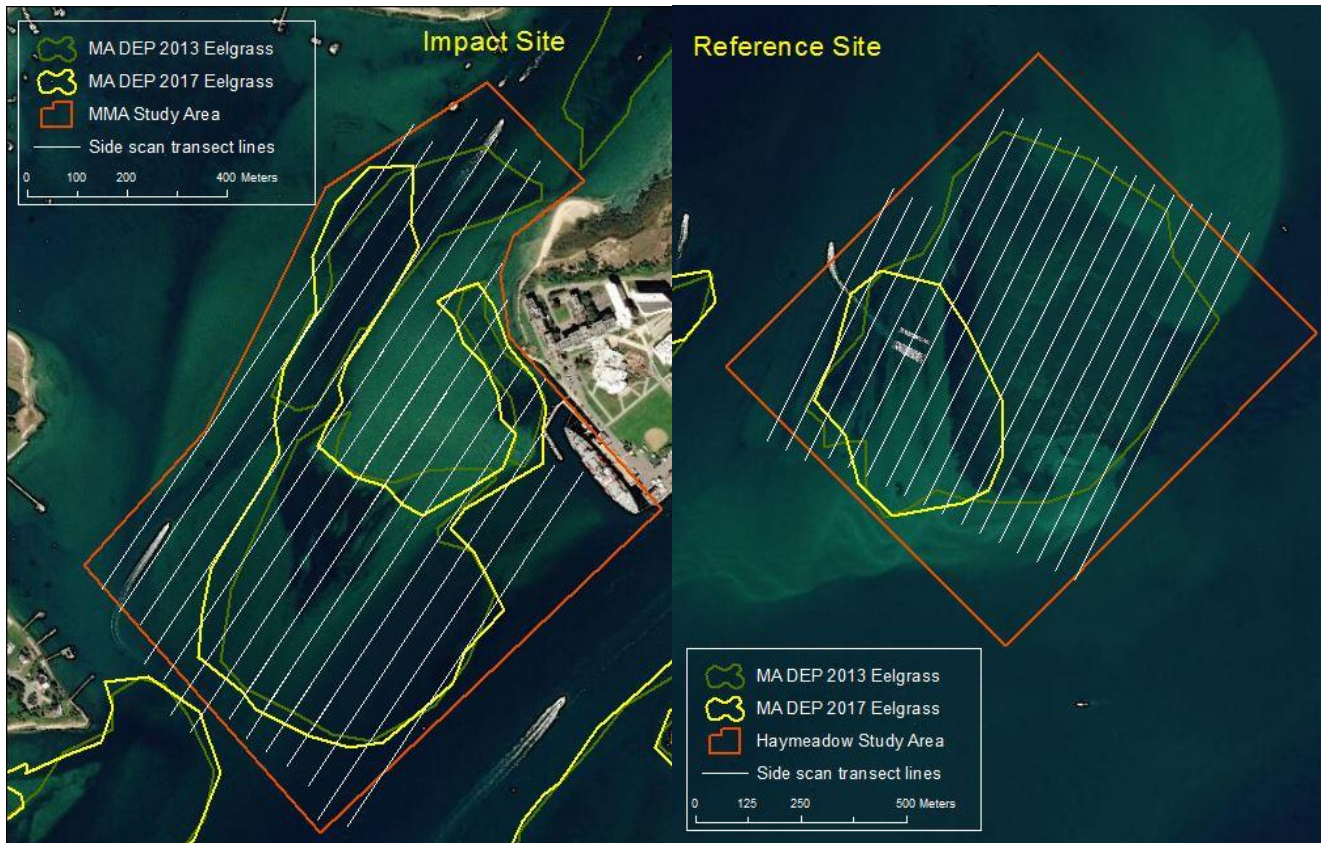 Impact Site
MA DEP 2013 Eelgrass
MA DEP 2017 Eelgrass
MMA Study Area
Side scan transect lines
0 100 200 400 Meters
Reference Site
MA DEP 2013 Eelgrass
MA DEP 2017 Eelgrass
Haymeadow Study Area
Side scan transect lines
0 125 250 500 Meters